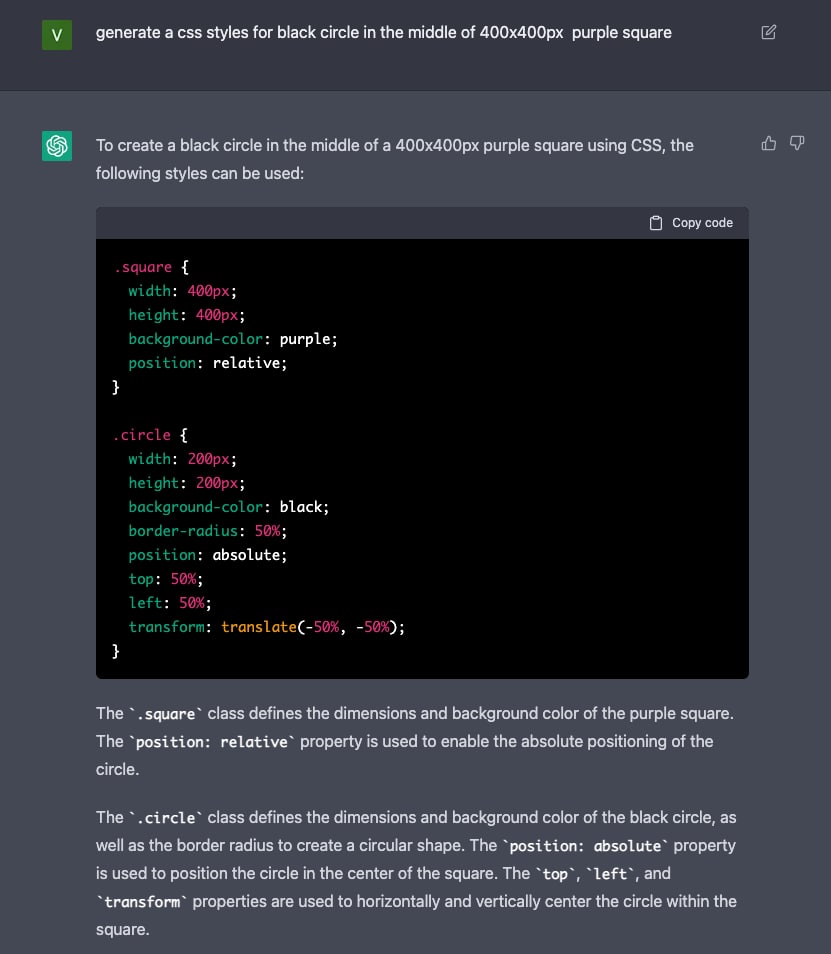 V
generate a css styles for black circle in the middle of 400x400px  purple square
To create a black circle in the middle of a 400x400px purple square using CSS, the
following styles can be used:
Copy code
.square {
  width: 400px;
  height: 400px;
  background-color: purple;
  position: relative;
}

.circle {
  width: 200px;
  height: 200px;
  background-color: black;
  border-radius: 50%;
  position: absolute;
  top: 50%;
  left: 50%;
  transform: translate(-50%, -50%);
}
The `.square` class defines the dimensions and background color of the purple square.
The `position: relative` property is used to enable the absolute positioning of the
circle.
The `.circle` class defines the dimensions and background color of the black circle, as
well as the border radius to create a circular shape. The `position: absolute` property
is used to position the circle in the center of the square. The `top`, `left`, and
`transform` properties are used to horizontally and vertically center the circle within the
square.